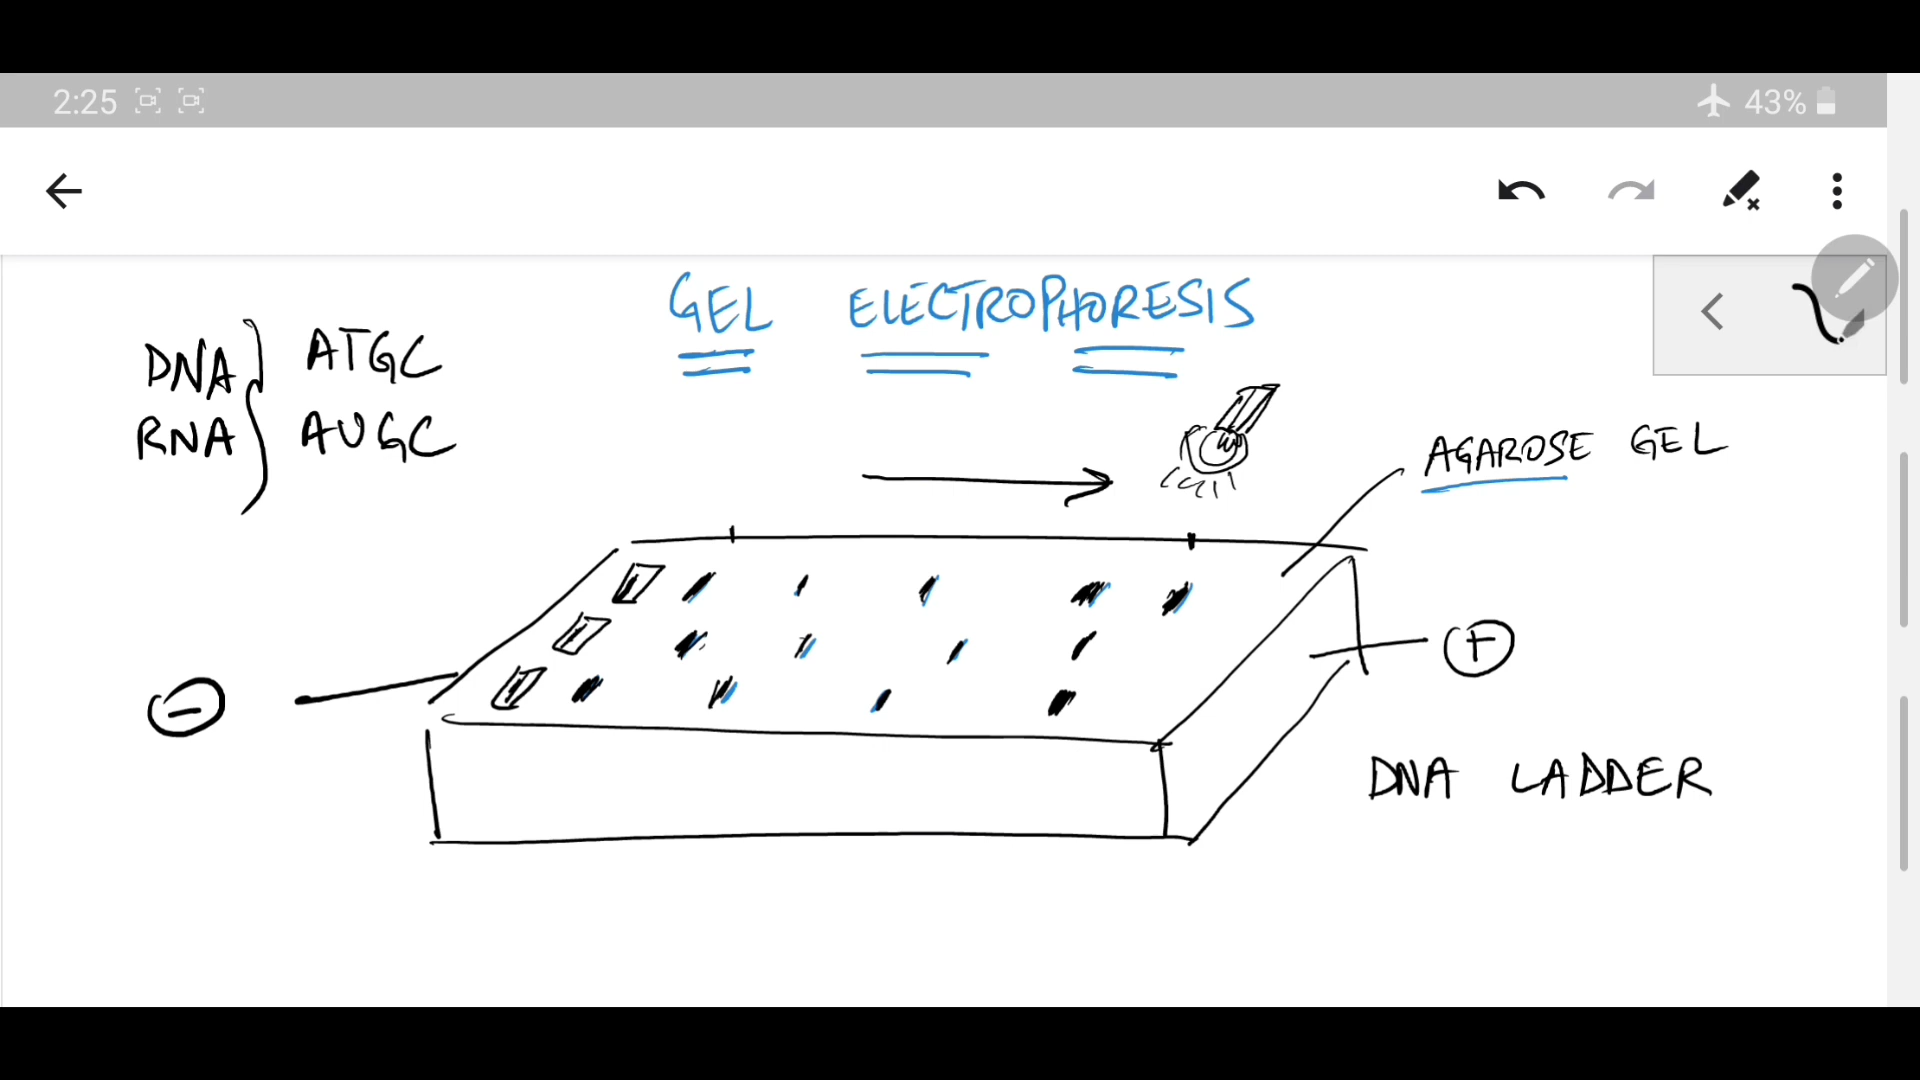 2:25 43%
GEL ELECTROPHORESIS
DNA } ATGC
RNA } AUGC
AGAROSE GEL
−
+
DNA LADDER